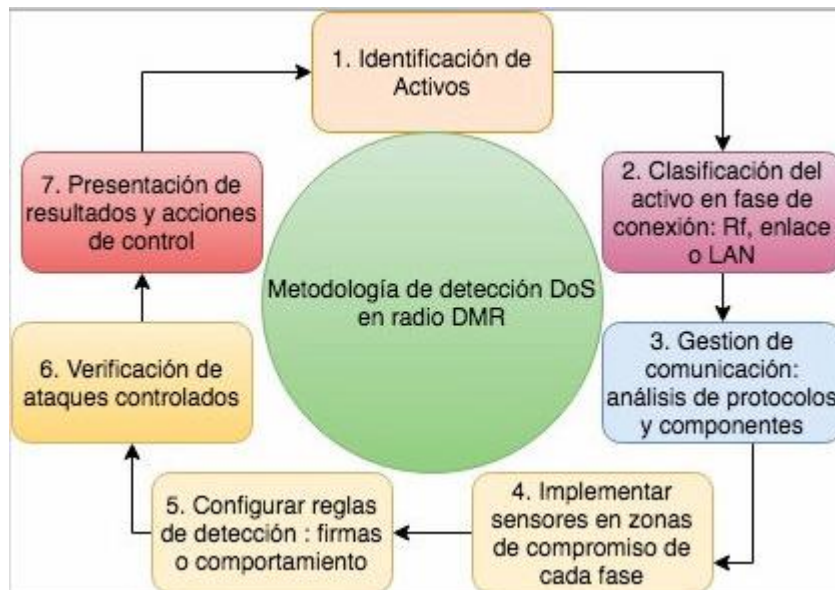 1. Identificación de
Activos
2. Clasificación del
activo en fase de
conexión: Rf, enlace
o LAN
3. Gestion de
comunicación:
análisis de protocolos
y componentes
4. Implementar
sensores en zonas
de compromiso de
cada fase
5. Configurar reglas
de detección : firmas
o comportamiento
6. Verificación de
ataques controlados
7. Presentación de
resultados y acciones
de control
Metodología de detección DoS
en radio DMR